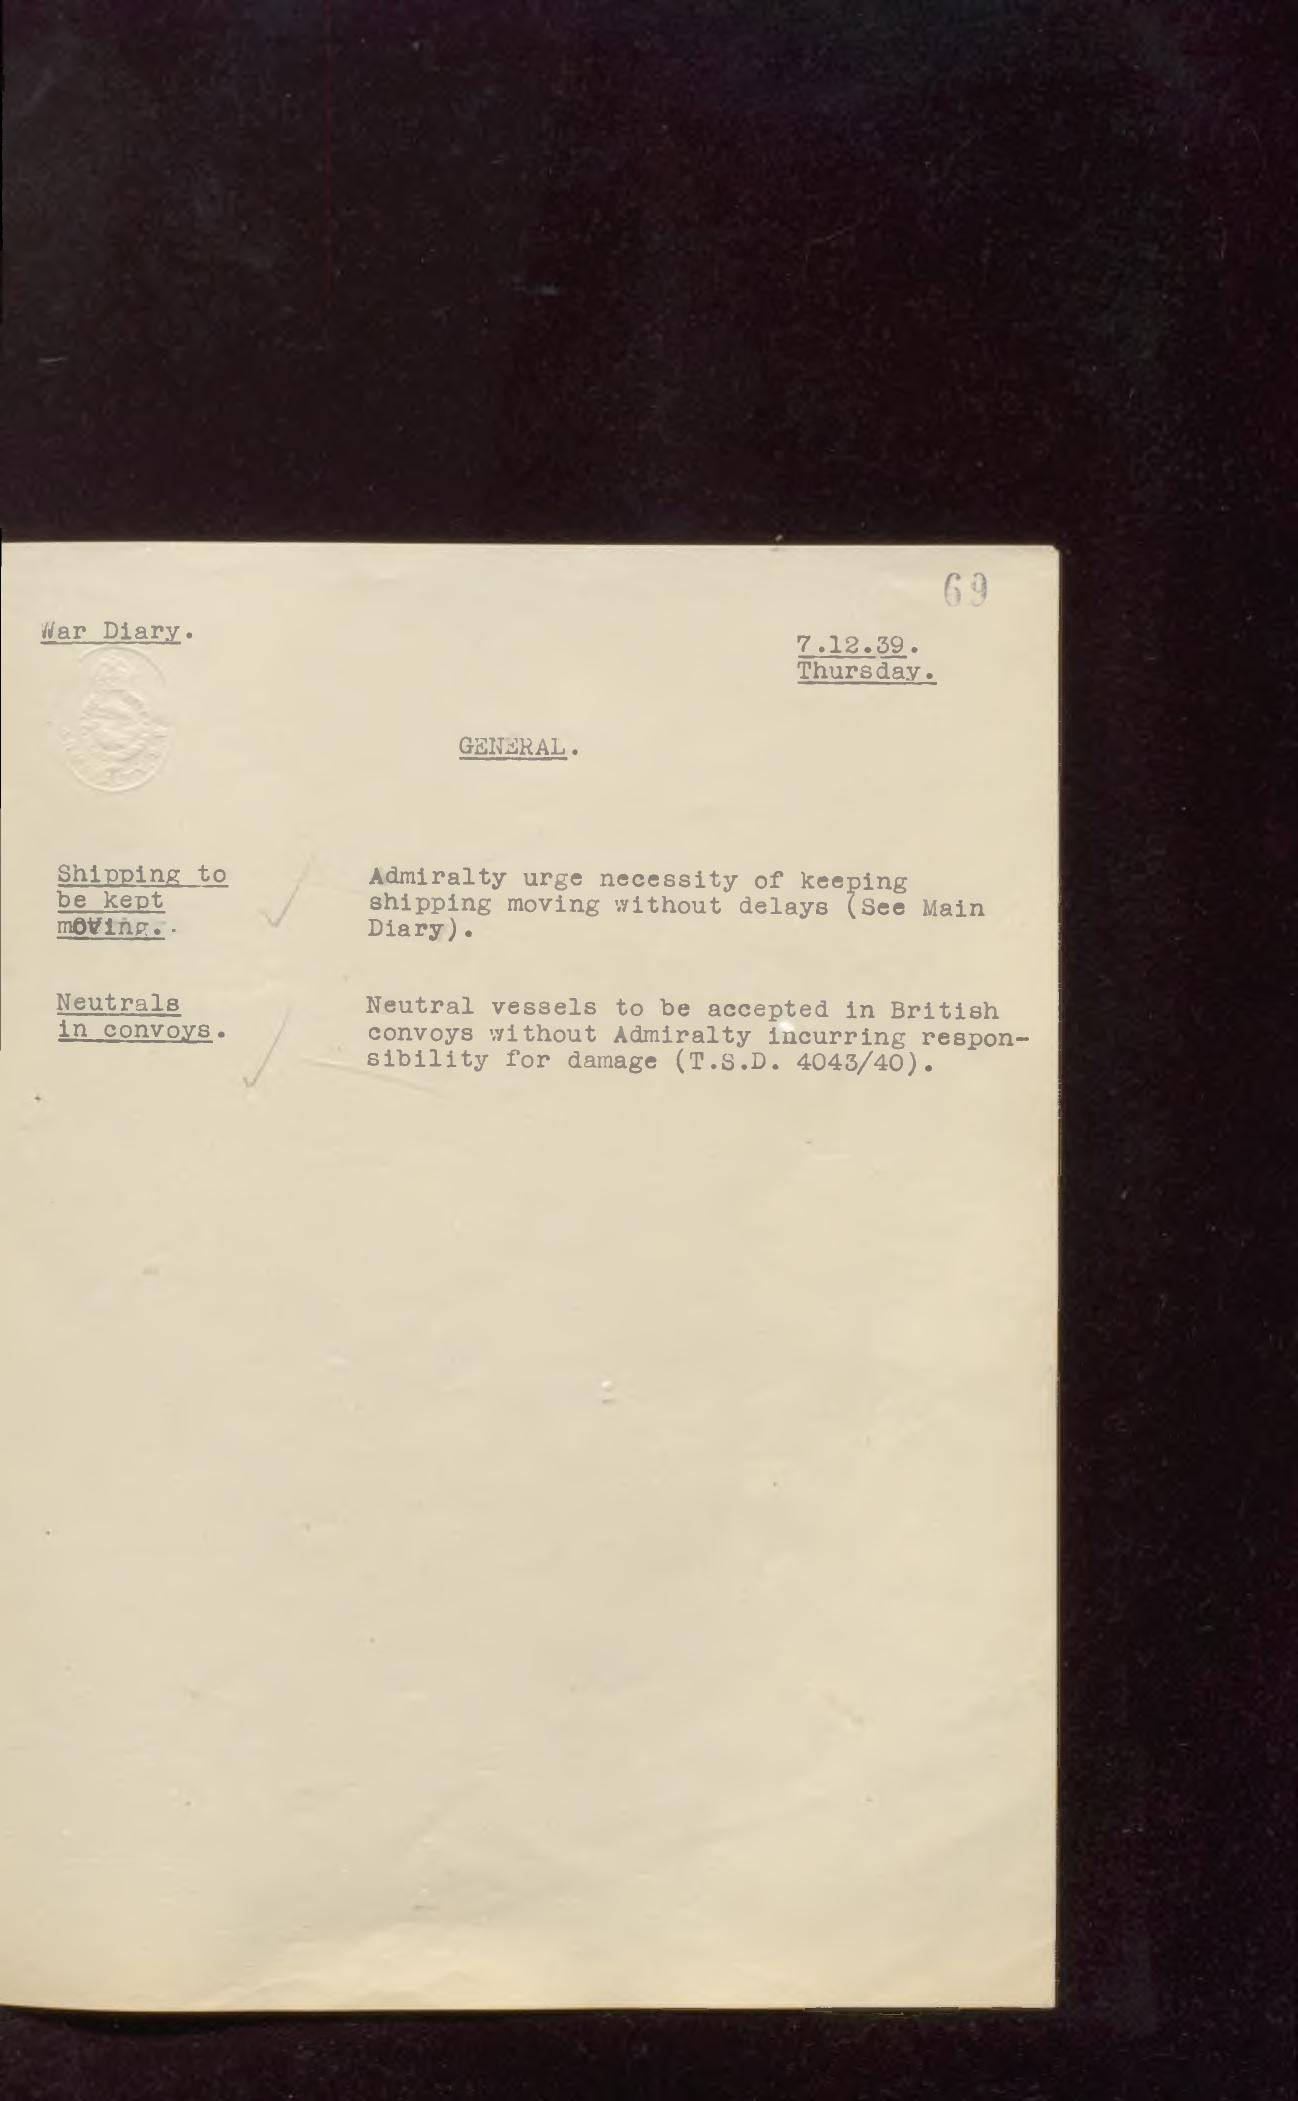 69
War Diary.
7.12.39.
Thursday.
GENERAL.
Shipping to
be kept
moving.
Admiralty urge necessity of keeping
shipping moving without delays (See Main
Diary).
Neutrals
in convoys.
Neutral vessels to be accepted in British
convoys without Admiralty incurring respon-
sibility for damage (T.S.D. 4043/40).